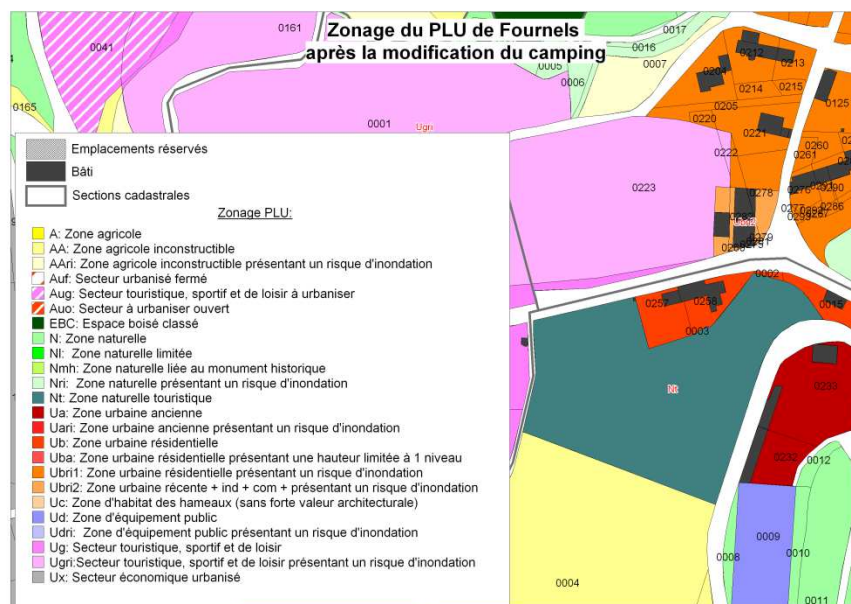 Zonage du PLU de Fournels
après la modification du camping
0161
0041
0017
0016
0007
0005
0006
0165
0001
Ugri
0212
0213
0204
0214
0215
0205
0220
0125
0221
0222
0260
0261
0223
0278
0276
0290
0277
0286
0002
0257
0258
0003
0015
Nt
0233
0232
0012
0009
0010
0008
0011
0004
Emplacements réservés
Bâti
Sections cadastrales
Zonage PLU:
A: Zone agricole
AA: Zone agricole inconstructible
AAri: Zone agricole inconstructible présentant un risque d'inondation
Auf: Secteur urbanisé fermé
Aug: Secteur touristique, sportif et de loisir à urbaniser
Auo: Secteur à urbaniser ouvert
EBC: Espace boisé classé
N: Zone naturelle
Nl: Zone naturelle limitée
Nmh: Zone naturelle liée au monument historique
Nri: Zone naturelle présentant un risque d'inondation
Nt: Zone naturelle touristique
Ua: Zone urbaine ancienne
Uari: Zone urbaine ancienne présentant un risque d'inondation
Ub: Zone urbaine résidentielle
Uba: Zone urbaine résidentielle présentant une hauteur limitée à 1 niveau
Ubri1: Zone urbaine résidentielle présentant un risque d'inondation
Ubri2: Zone urbaine récente + ind + com + présentant un risque d'inondation
Uc: Zone d'habitat des hameaux (sans forte valeur architecturale)
Ud: Zone d'équipement public
Udri: Zone d'équipement public présentant un risque d'inondation
Ug: Secteur touristique, sportif et de loisir
Ugri:Secteur touristique, sportif et de loisir présentant un risque d'inondation
Ux: Secteur économique urbanisé